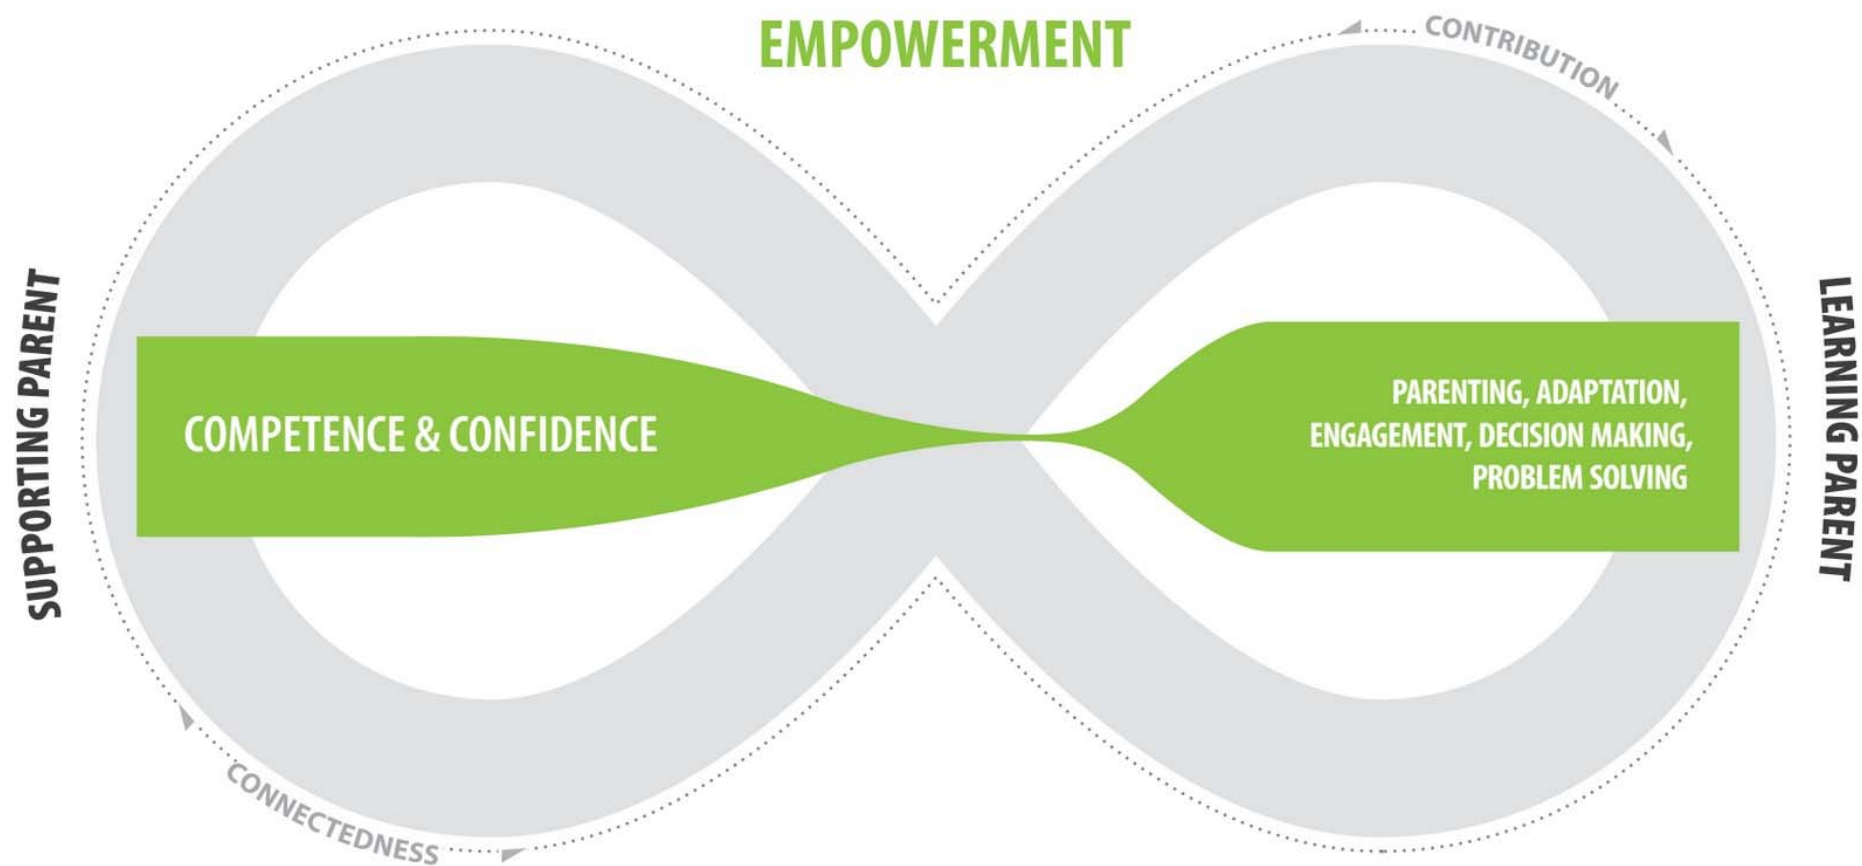 EMPOWERMENT
CONTRIBUTION
SUPPORTING PARENT
COMPETENCE & CONFIDENCE
PARENTING, ADAPTATION,
ENGAGEMENT, DECISION MAKING,
PROBLEM SOLVING
LEARNING PARENT
CONNECTEDNESS